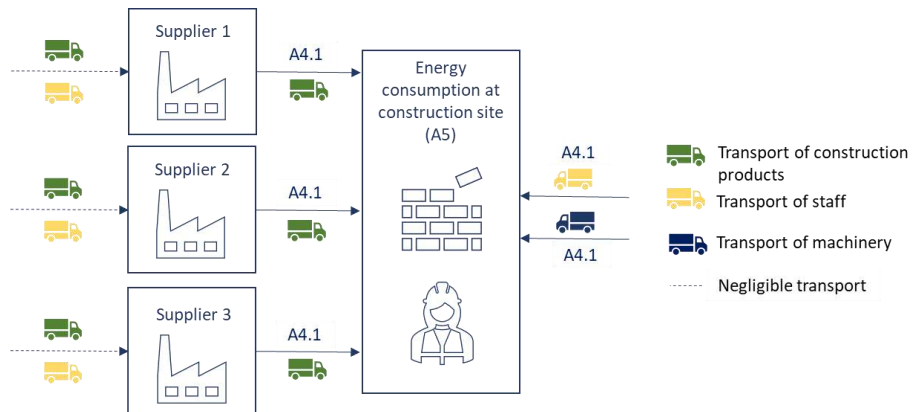 Supplier 1
A4.1
Supplier 2
A4.1
Supplier 3
A4.1
Energy
consumption at
construction site
(A5)
A4.1
A4.1
Transport of construction
products
Transport of staff
Transport of machinery
Negligible transport